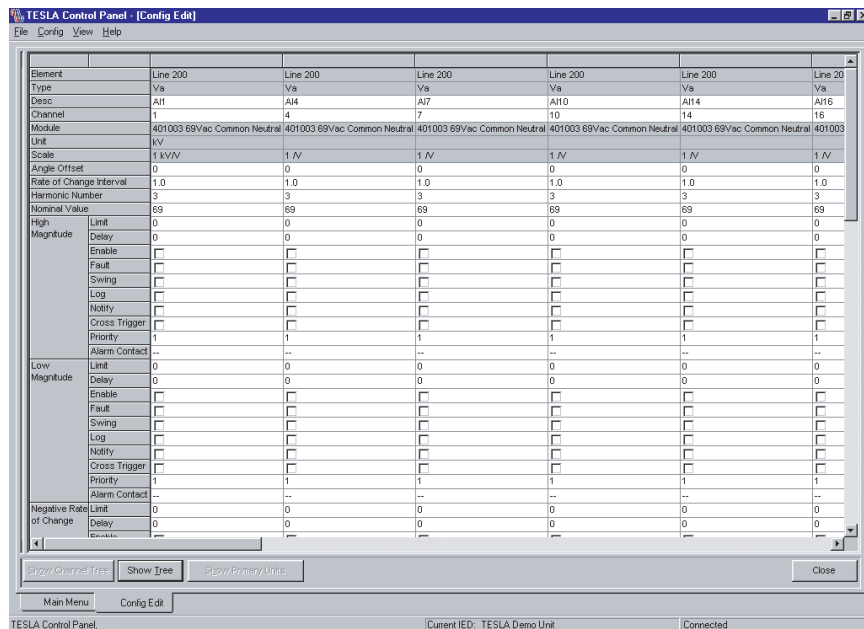 TESLA Control Panel - [Config Edit]
File Config View Help
Element Line 200 Line 200 Line 200 Line 200 Line 200 Line 20
Type Va Va Va Va Va Va
Desc AI1 AI4 AI7 AI10 AI14 AI16
Channel 1 4 7 10 14 16
Module 401003 69Vac Common Neutral 401003 69Vac Common Neutral 401003 69Vac Common Neutral 401003 69Vac Common Neutral 401003 69Vac Common Neutral 401003
Unit kV
Scale 1 kV/V 1 /V 1 /V 1 /V 1 /V 1 /V
Angle Offset 0 0 0 0 0 0
Rate of Change Interval 1.0 1.0 1.0 1.0 1.0 1.0
Harmonic Number 3 3 3 3 3 3
Nominal Value 69 69 69 69 69 69
High Magnitude Limit 0 0 0 0 0 0
Delay 0 0 0 0 0 0
Enable
Fault
Swing
Log
Notify
Cross Trigger
Priority 1 1 1 1 1 1
Alarm Contact -- -- -- -- -- --
Low Magnitude Limit 0 0 0 0 0 0
Delay 0 0 0 0 0 0
Enable
Fault
Swing
Log
Notify
Cross Trigger
Priority 1 1 1 1 1 1
Alarm Contact -- -- -- -- -- --
Negative Rate of Change Limit 0 0 0 0 0 0
Delay 0 0 0 0 0 0
Enable
Show Channel Tree Show Tree Show Primary Units Close
Main Menu Config Edit
TESLA Control Panel. Current IED: TESLA Demo Unit Connected